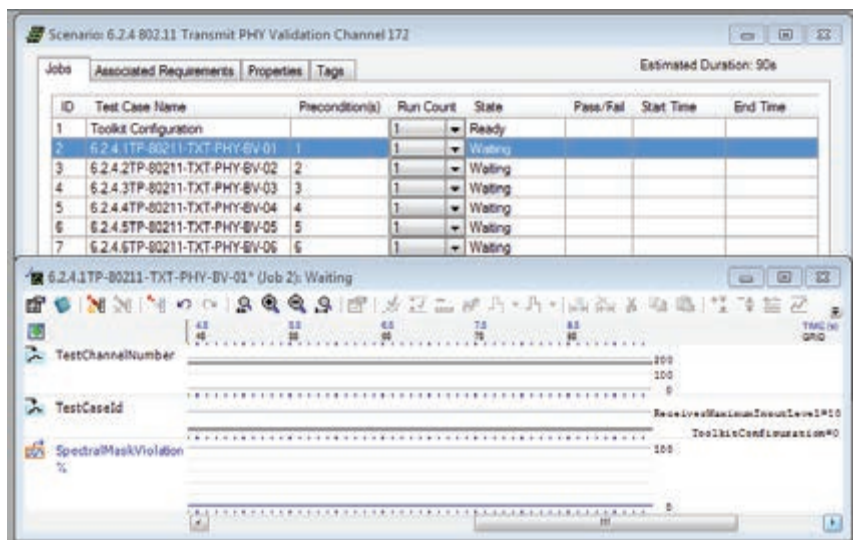 Scenario: 6.2.4 802.11 Transmit PHY Validation Channel 172
Jobs Associated Requirements Properties Tags Estimated Duration: 90s
ID Test Case Name Precondition(s) Run Count State Pass/Fail Start Time End Time
1 Toolkit Configuration 1 Ready
2 6.2.4.1TP-80211-TXT-PHY-BV-01 1 1 Waiting
3 6.2.4.2TP-80211-TXT-PHY-BV-02 2 1 Waiting
4 6.2.4.3TP-80211-TXT-PHY-BV-03 3 1 Waiting
5 6.2.4.4TP-80211-TXT-PHY-BV-04 4 1 Waiting
6 6.2.4.5TP-80211-TXT-PHY-BV-05 5 1 Waiting
7 6.2.4.6TP-80211-TXT-PHY-BV-06 6 1 Waiting
6.2.4.1TP-80211-TXT-PHY-BV-01* (Job 2): Waiting
TIME (s)
GRID
TestChannelNumber
100
0
TestCaseId
ReceiverMaximumInputLevel=10
ToolkitConfiguration=0
SpectralMaskViolation
%
100
0